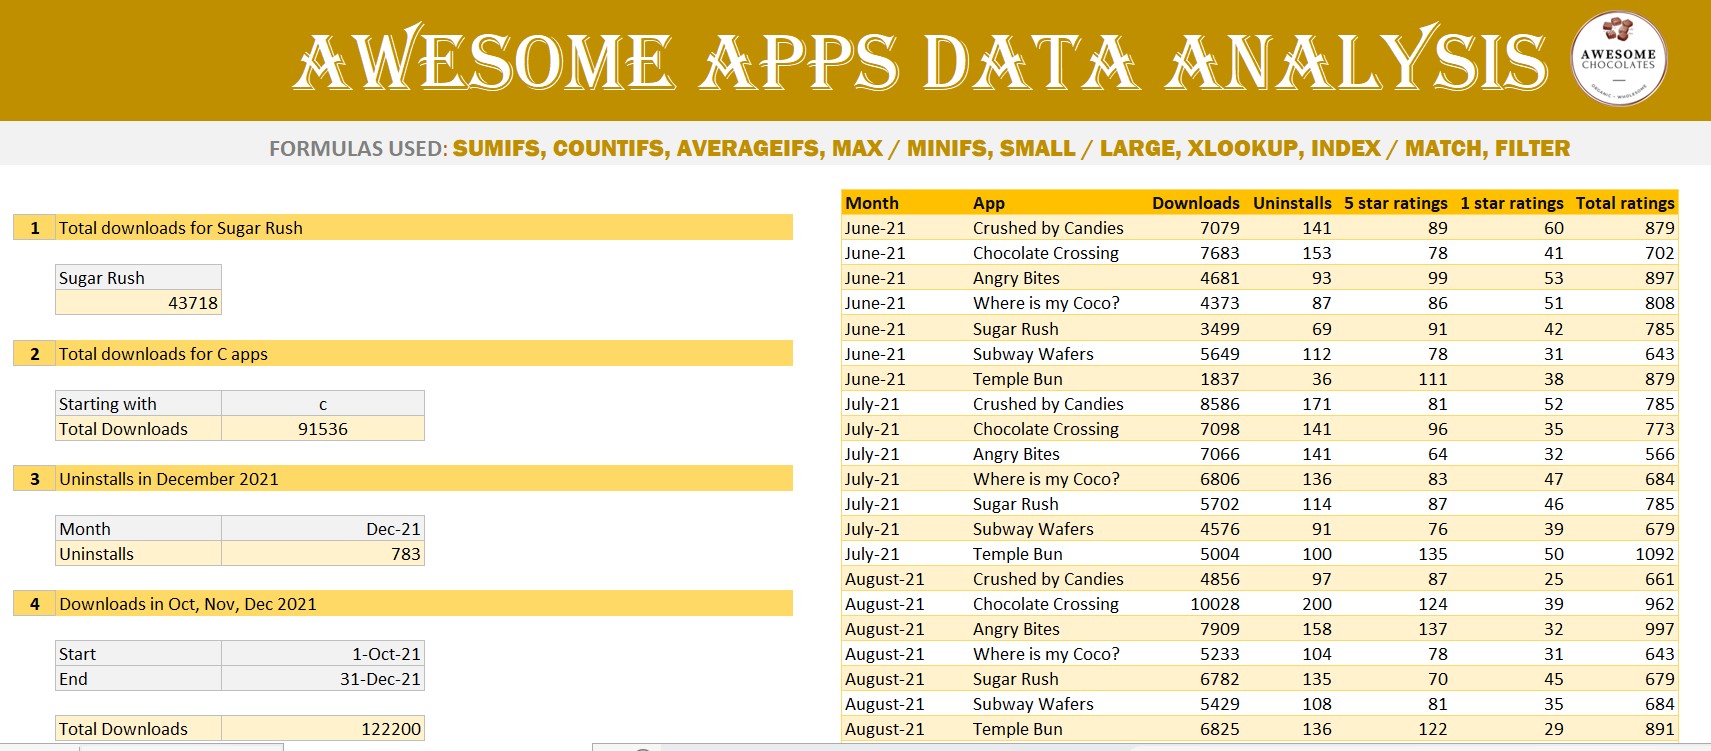 AWESOME APPS DATA ANALYSIS
AWESOME
CHOCOLATES
ORGANIC - WHOLESOME
FORMULAS USED: SUMIFS, COUNTIFS, AVERAGEIFS, MAX / MINIFS, SMALL / LARGE, XLOOKUP, INDEX / MATCH, FILTER
1 Total downloads for Sugar Rush
Sugar Rush
43718
2 Total downloads for C apps
Starting with c
Total Downloads 91536
3 Uninstalls in December 2021
Month Dec-21
Uninstalls 783
4 Downloads in Oct, Nov, Dec 2021
Start 1-Oct-21
End 31-Dec-21
Total Downloads 122200
Month App Downloads Uninstalls 5 star ratings 1 star ratings Total ratings
June-21 Crushed by Candies 7079 141 89 60 879
June-21 Chocolate Crossing 7683 153 78 41 702
June-21 Angry Bites 4681 93 99 53 897
June-21 Where is my Coco? 4373 87 86 51 808
June-21 Sugar Rush 3499 69 91 42 785
June-21 Subway Wafers 5649 112 78 31 643
June-21 Temple Bun 1837 36 111 38 879
July-21 Crushed by Candies 8586 171 81 52 785
July-21 Chocolate Crossing 7098 141 96 35 773
July-21 Angry Bites 7066 141 64 32 566
July-21 Where is my Coco? 6806 136 83 47 684
July-21 Sugar Rush 5702 114 87 46 785
July-21 Subway Wafers 4576 91 76 39 679
July-21 Temple Bun 5004 100 135 50 1092
August-21 Crushed by Candies 4856 97 87 25 661
August-21 Chocolate Crossing 10028 200 124 39 962
August-21 Angry Bites 7909 158 137 32 997
August-21 Where is my Coco? 5233 104 78 31 643
August-21 Sugar Rush 6782 135 70 45 679
August-21 Subway Wafers 5429 108 81 35 684
August-21 Temple Bun 6825 136 122 29 891